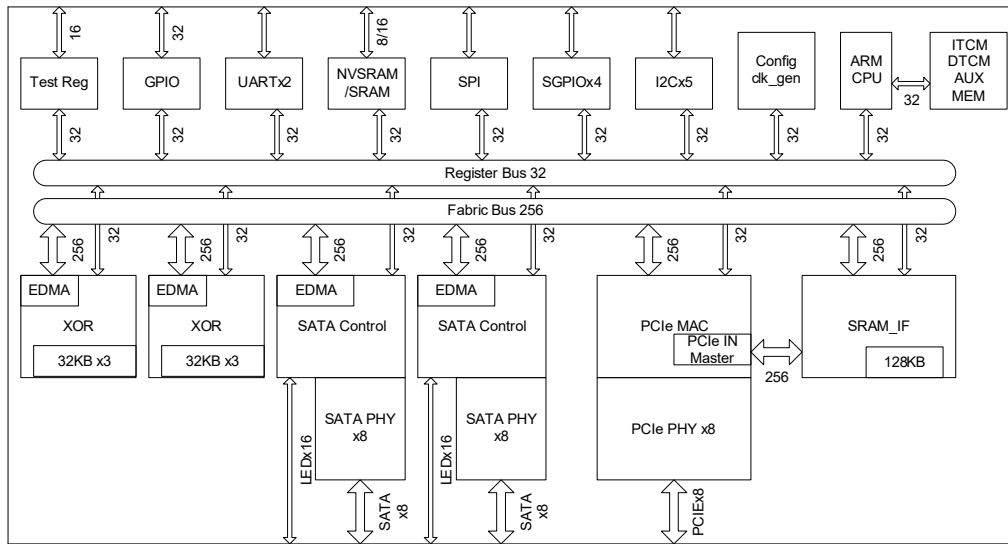 16
32
8/16
Test Reg
GPIO
UARTx2
NVSRAM
/SRAM
SPI
SGPIOx4
I2Cx5
Config
clk_gen
ARM
CPU
32
ITCM
DTCM
AUX
MEM
32
32
32
32
32
32
32
32
32
Register Bus 32
Fabric Bus 256
256
32
256
32
256
32
256
32
256
32
256
32
EDMA
XOR
32KB x3
EDMA
XOR
32KB x3
EDMA
SATA Control
EDMA
SATA Control
PCIe MAC
PCIe IN
Master
256
SRAM_IF
128KB
LEDx16
SATA PHY
x8
LEDx16
SATA PHY
x8
PCIe PHY x8
SATA
x8
SATA
x8
PCIEx8